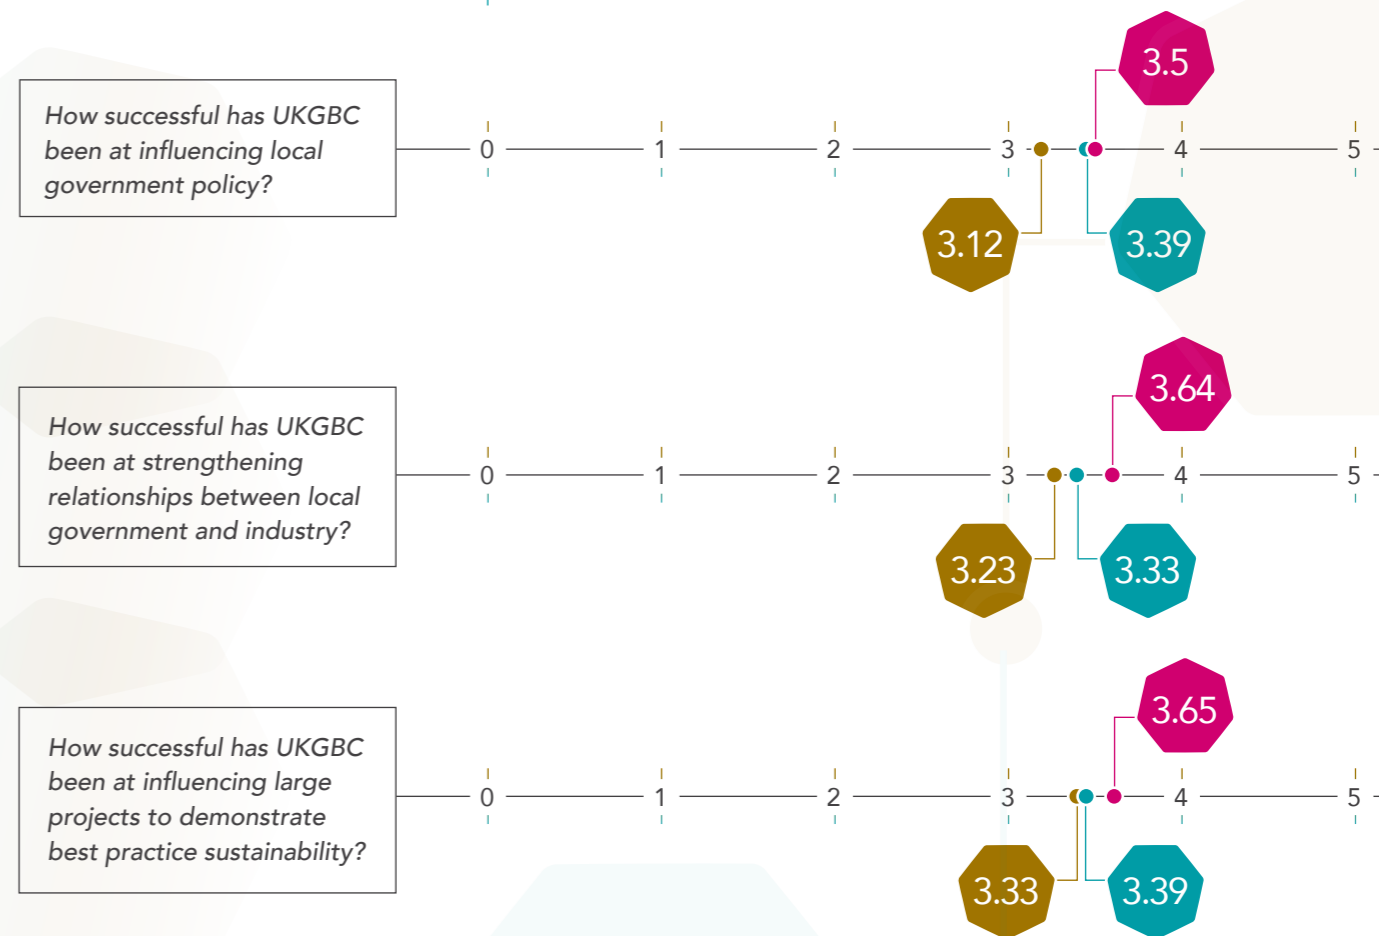 3.5
How successful has UKGBC
been at influencing local
government policy?
0 1 2 3 4 5
3.12 3.39
3.64
How successful has UKGBC
been at strengthening
relationships between local
government and industry?
0 1 2 3 4 5
3.23 3.33
3.65
How successful has UKGBC
been at influencing large
projects to demonstrate
best practice sustainability?
0 1 2 3 4 5
3.33 3.39